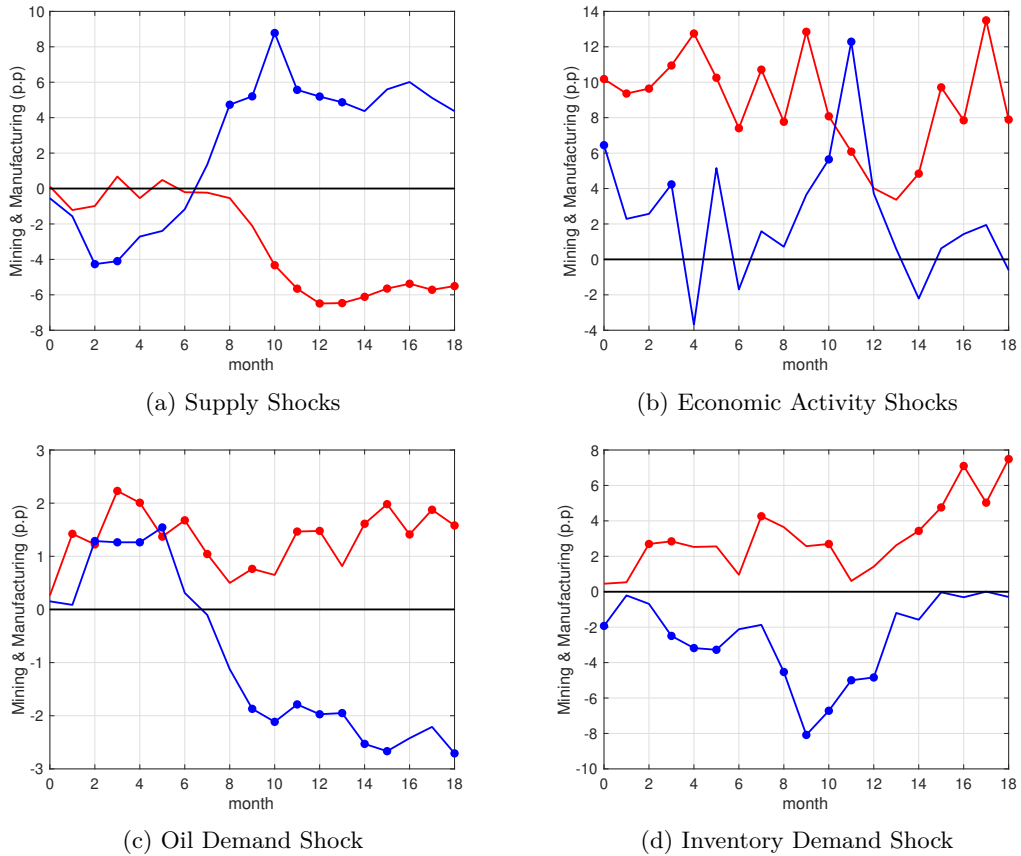 Mining & Manufacturing (p.p)
10
8
6
4
2
0
-2
-4
-6
-8
0 2 4 6 8 10 12 14 16 18
month
(a) Supply Shocks
Mining & Manufacturing (p.p)
14
12
10
8
6
4
2
0
-2
-4
0 2 4 6 8 10 12 14 16 18
month
(b) Economic Activity Shocks
Mining & Manufacturing (p.p)
3
2
1
0
-1
-2
-3
0 2 4 6 8 10 12 14 16 18
month
(c) Oil Demand Shock
Mining & Manufacturing (p.p)
8
6
4
2
0
-2
-4
-6
-8
-10
0 2 4 6 8 10 12 14 16 18
month
(d) Inventory Demand Shock